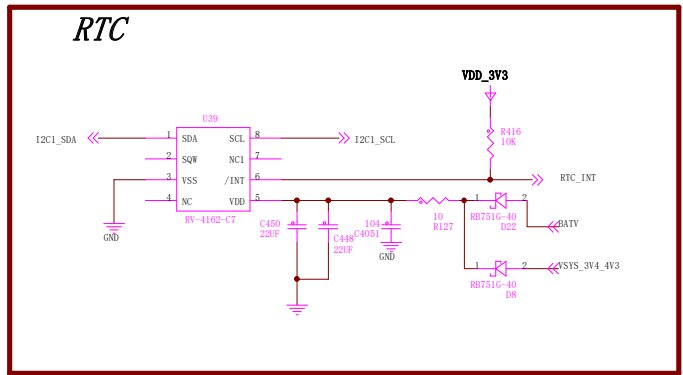 RTC
VDD_3V3
U39
R416
10K
I2C1_SDA
1 SDA SCL 8
I2C1_SCL
2 SQW NC1 7
3 VSS /INT 6
RTC_INT
4 NC VDD 5
RV-4162-C7
GND
C450
22UF
C448
22UF
104
C4051
GND
10
R127
1 2
RB751G-40
D22
BATV
1 2
VSYS_3V4_4V3
RB751G-40
D8